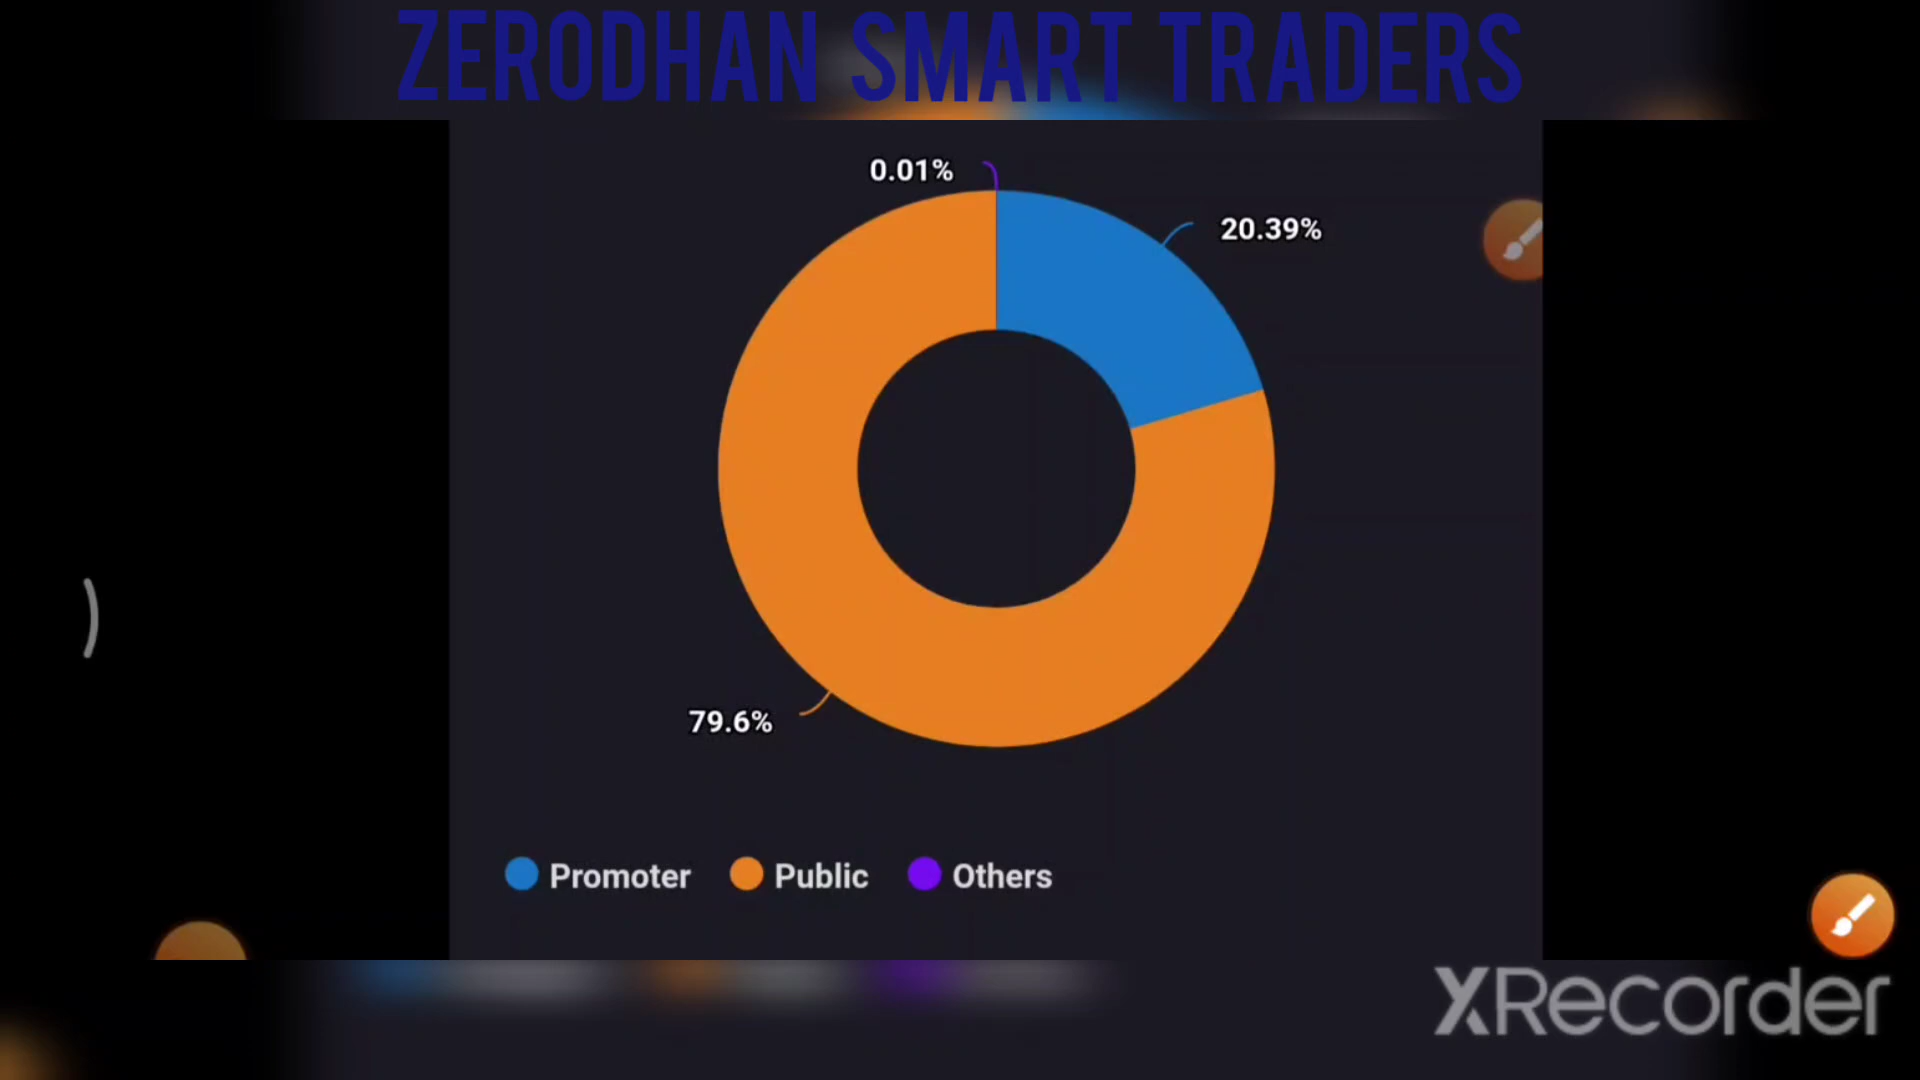 ZERODHAN SMART TRADERS
0.01%
20.39%
79.6%
Promoter Public Others
XRecorder